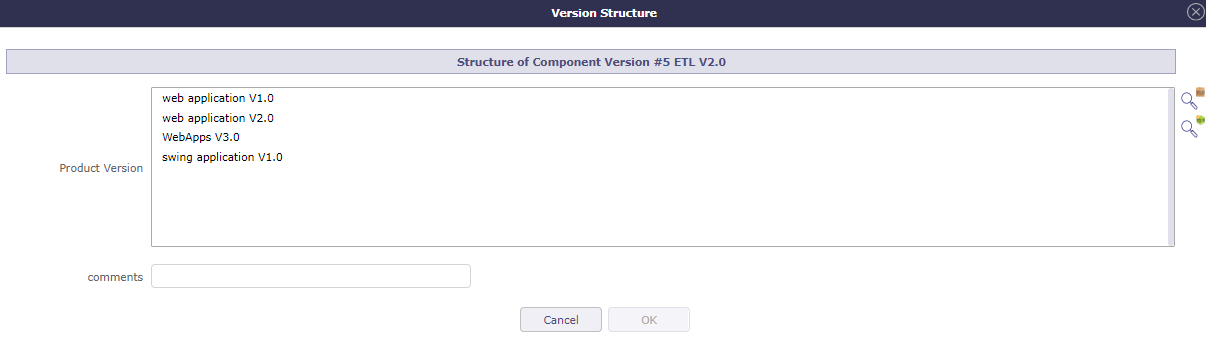 Version Structure
Structure of Component Version #5 ETL V2.0
Product Version
web application V1.0
web application V2.0
WebApps V3.0
swing application V1.0
comments
Cancel
OK